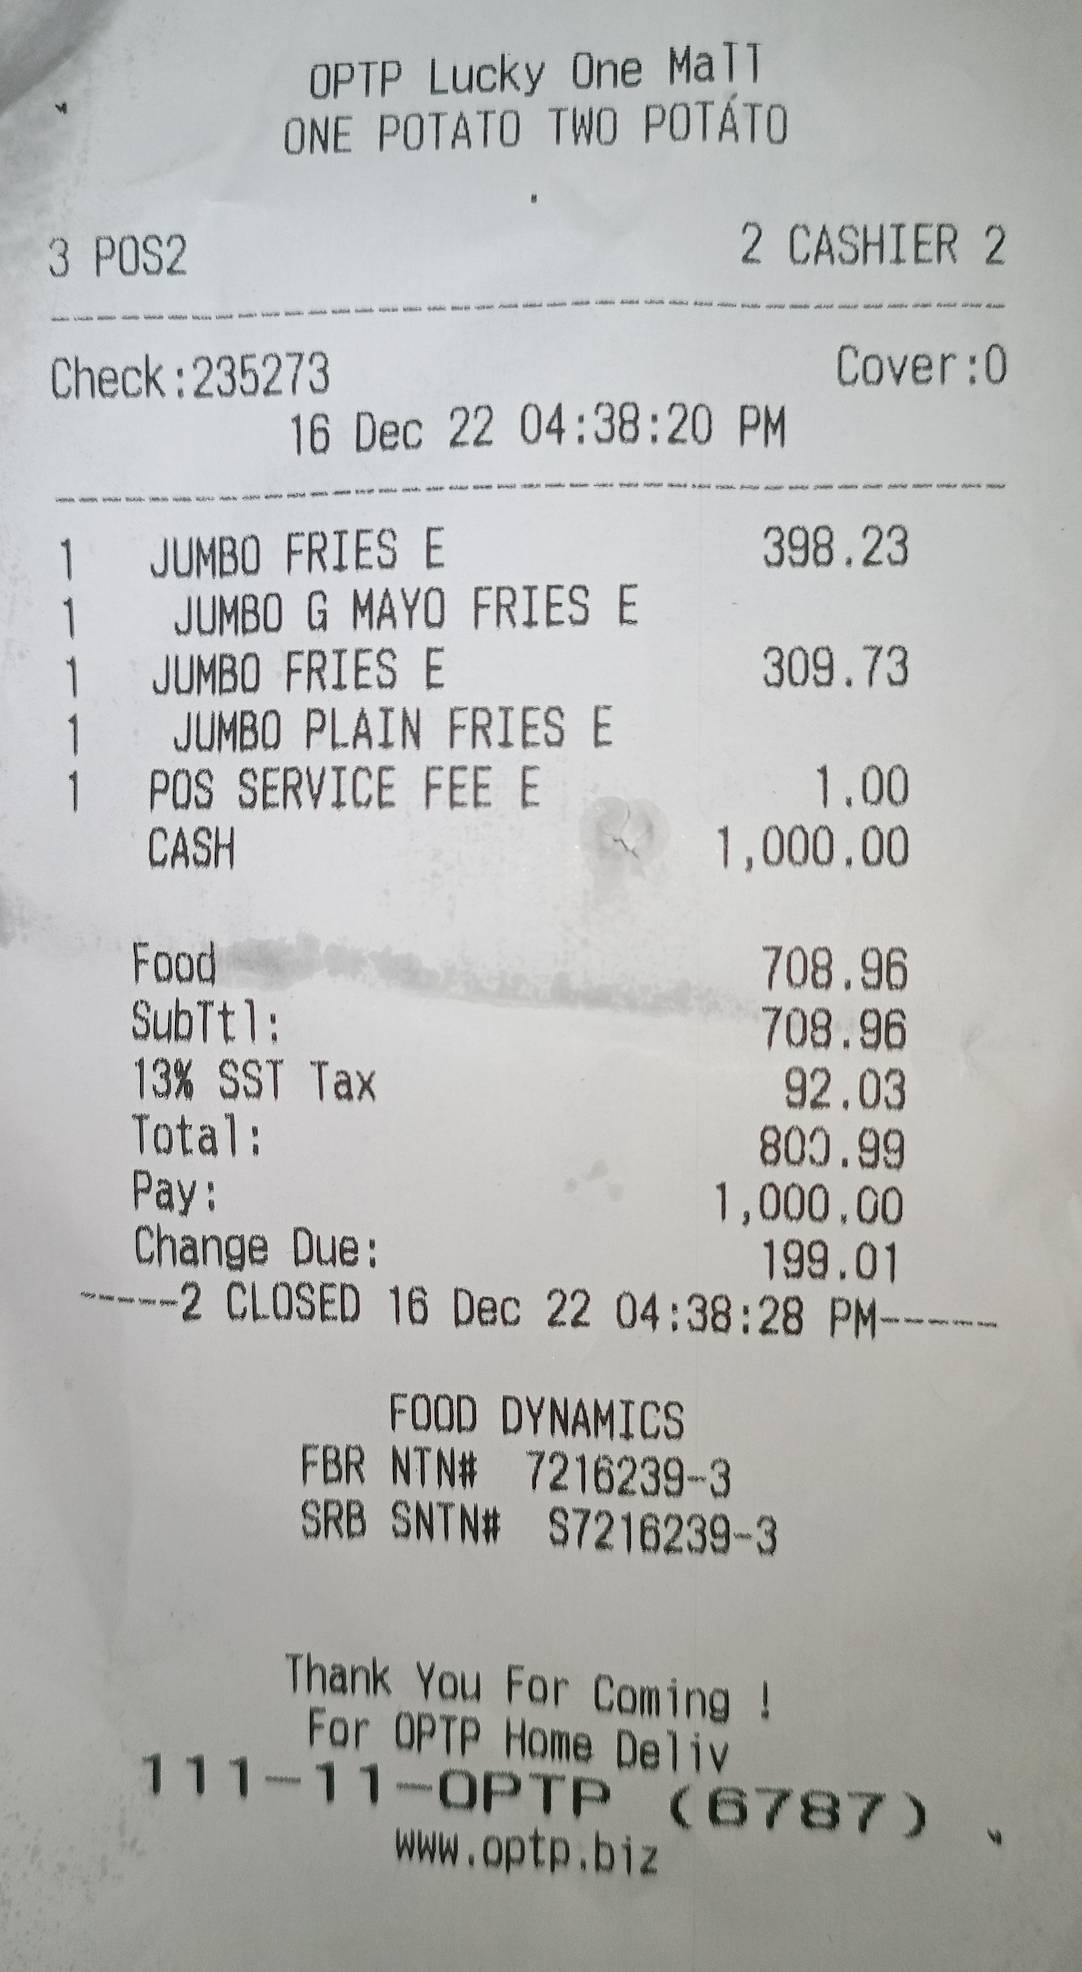 OPTP Lucky One Mall
ONE POTATO TWO POTATO
3 POS2 2 CASHIER 2
Check:235273 Cover:0
16 Dec 22 04:38:20 PM
1 JUMBO FRIES E 398.23
1 JUMBO G MAYO FRIES E
1 JUMBO FRIES E 309.73
1 JUMBO PLAIN FRIES E
1 POS SERVICE FEE E 1.00
CASH 1,000.00
Food 708.96
SubTtl: 708.96
13% SST Tax 92.03
Total: 800.99
Pay: 1,000.00
Change Due: 199.01
-----2 CLOSED 16 Dec 22 04:38:28 PM-----
FOOD DYNAMICS
FBR NTN# 7216239-3
SRB SNTN# S7216239-3
Thank You For Coming !
For OPTP Home Deliv
111-11-OPTP (6787)
www.optp.biz